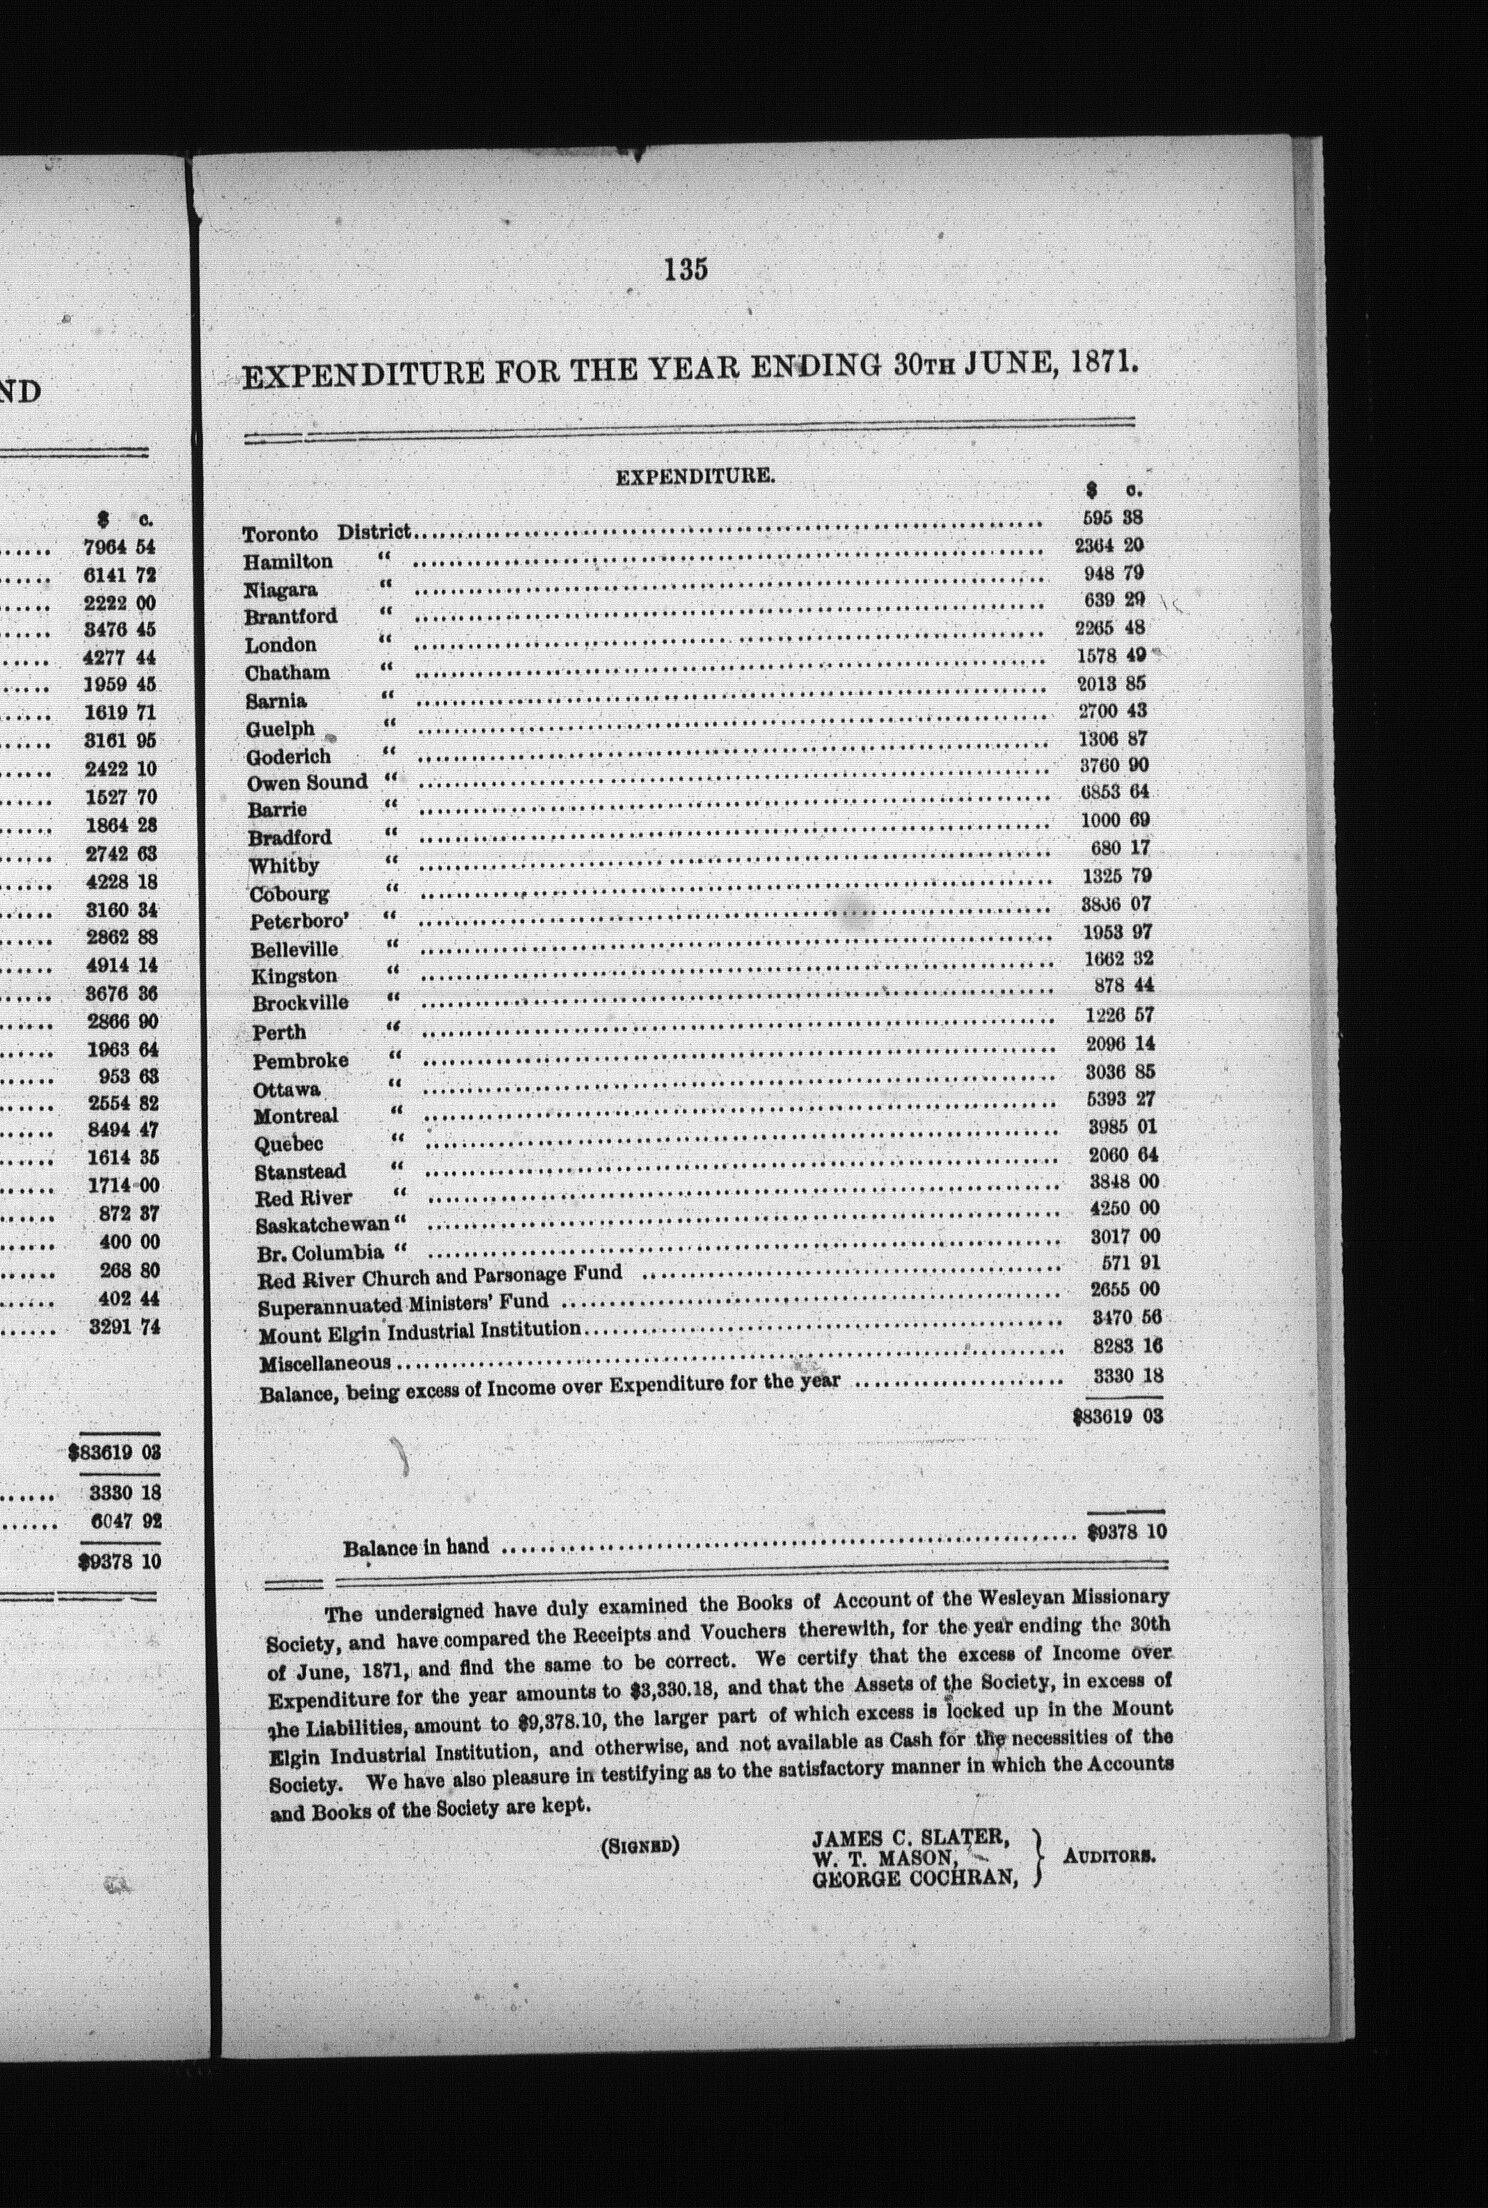 ND
$ c.
...... 7964 54
...... 6141 72
...... 2222 00
...... 3476 45
...... 4277 44
...... 1959 45
...... 1619 71
...... 3161 95
...... 2422 10
...... 1527 70
...... 1864 28
...... 2742 63
...... 4228 18
...... 3160 34
...... 2862 88
...... 4914 14
...... 3676 36
...... 2866 90
...... 1963 64
...... 953 63
...... 2554 82
...... 8494 47
...... 1614 35
...... 1714 00
...... 872 37
...... 400 00
...... 268 80
...... 402 44
...... 3291 74
$83619 03
...... 3330 18
...... 6047 92
$9378 10
135
EXPENDITURE FOR THE YEAR ENDING 30TH JUNE, 1871.
EXPENDITURE.
$ c.
Toronto District...... 595 38
Hamilton “ ...... 2364 20
Niagara “ ...... 948 79
Brantford “ ...... 639 29
London “ ...... 2265 48
Chatham “ ...... 1578 49
Sarnia “ ...... 2013 85
Guelph “ ...... 2700 43
Goderich “ ...... 1306 87
Owen Sound “ ...... 3760 90
Barrie “ ...... 6853 64
Bradford “ ...... 1000 69
Whitby “ ...... 680 17
Cobourg “ ...... 1325 79
Peterboro’ “ ...... 07
Belleville “ ...... 1953 97
Kingston “ ...... 1662 32
Brockville “ ...... 878 44
Perth “ ...... 1226 57
Pembroke “ ...... 2096 14
Ottawa “ ...... 3036 85
Montreal “ ...... 5393 27
Quebec “ ...... 3985 01
Stanstead “ ...... 2060 64
Red River “ ...... 3848 00
Saskatchewan “ ...... 4250 00
Br. Columbia “ ...... 3017 00
Red River Church and Parsonage Fund ...... 571 91
Superannuated Ministers’ Fund ...... 2655 00
Mount Elgin Industrial Institution...... 3470 56
Miscellaneous...... 8283 16
Balance, being excess of Income over Expenditure for the year ...... 3330 18
$83619 03
Balance in hand ...... $9378 10
The undersigned have duly examined the Books of Account of the Wesleyan Missionary
Society, and have compared the Receipts and Vouchers therewith, for the year ending the 30th
of June, 1871, and find the same to be correct. We certify that the excess of Income over
Expenditure for the year amounts to $3,330.18, and that the Assets of the Society, in excess of
the Liabilities, amount to $9,378.10, the larger part of which excess is locked up in the Mount
Elgin Industrial Institution, and otherwise, and not available as Cash for the necessities of the
Society. We have also pleasure in testifying as to the satisfactory manner in which the Accounts
and Books of the Society are kept.
(SIGNED)
JAMES C. SLATER,
W. T. MASON,
GEORGE COCHRAN,
} AUDITORS.